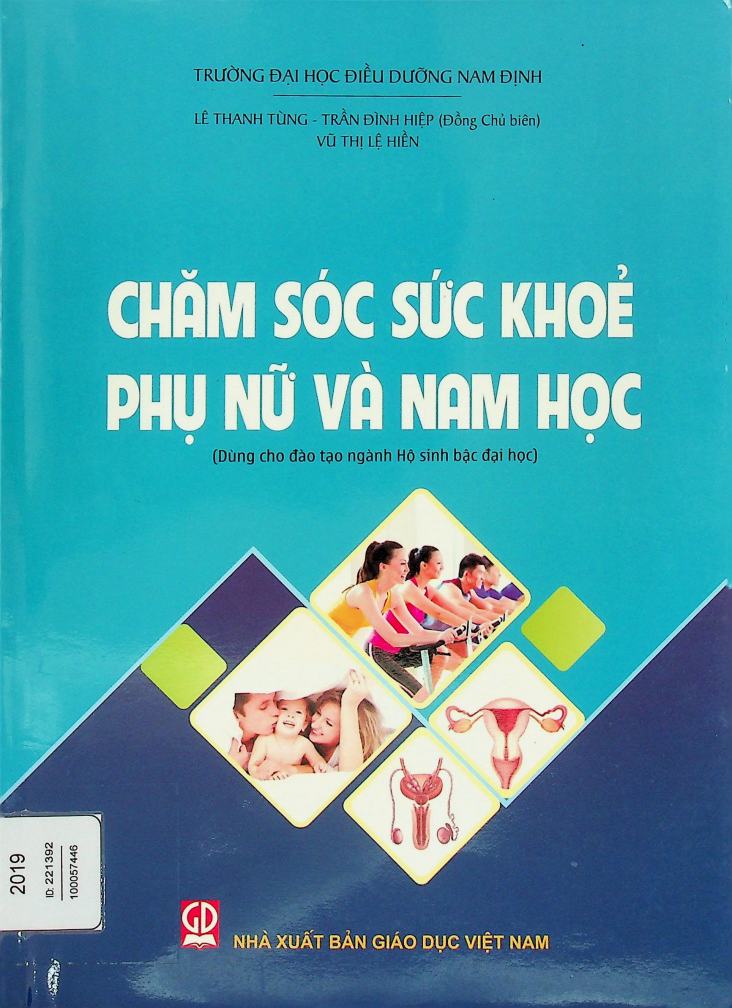 TRƯỜNG ĐẠI HỌC ĐIỀU DƯỠNG NAM ĐỊNH
LÊ THANH TÙNG - TRẦN ĐÌNH HIỆP (Đồng Chủ biên)
VŨ THỊ LỆ HIỀN
CHĂM SÓC SỨC KHOẺ
PHỤ NỮ VÀ NAM HỌC
(Dùng cho đào tạo ngành Hộ sinh bậc đại học)
2019
ID: 221392
100057446
GD
NHÀ XUẤT BẢN GIÁO DỤC VIỆT NAM